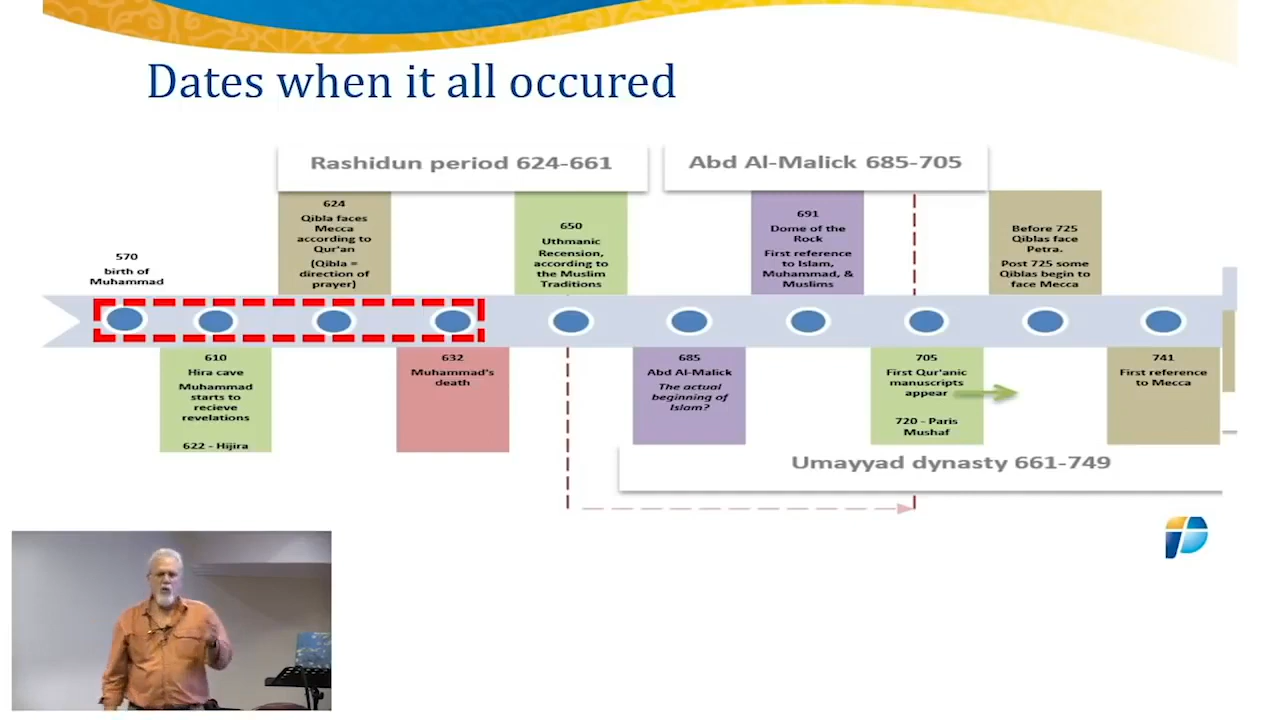 Dates when it all occured
Rashidun period 624-661
Abd Al-Malick 685-705
570
birth of
Muhammad
624
Qibla faces
Mecca
according to
Qur'an
(Qibla =
direction of
prayer)
650
Uthmanic
Recension,
according to
the Muslim
Traditions
691
Dome of the
Rock
First reference
to Islam,
Muhammad, &
Muslims
Before 725
Qiblas face
Petra.
Post 725 some
Qiblas begin to
face Mecca
610
Hira cave
Muhammad
starts to
recieve
revelations
622 - Hijira
632
Muhammad's
death
685
Abd Al-Malick
The actual
beginning of
Islam?
705
First Qur'anic
manuscripts
appear
720 - Paris
Mushaf
741
First reference
to Mecca
Umayyad dynasty 661-749